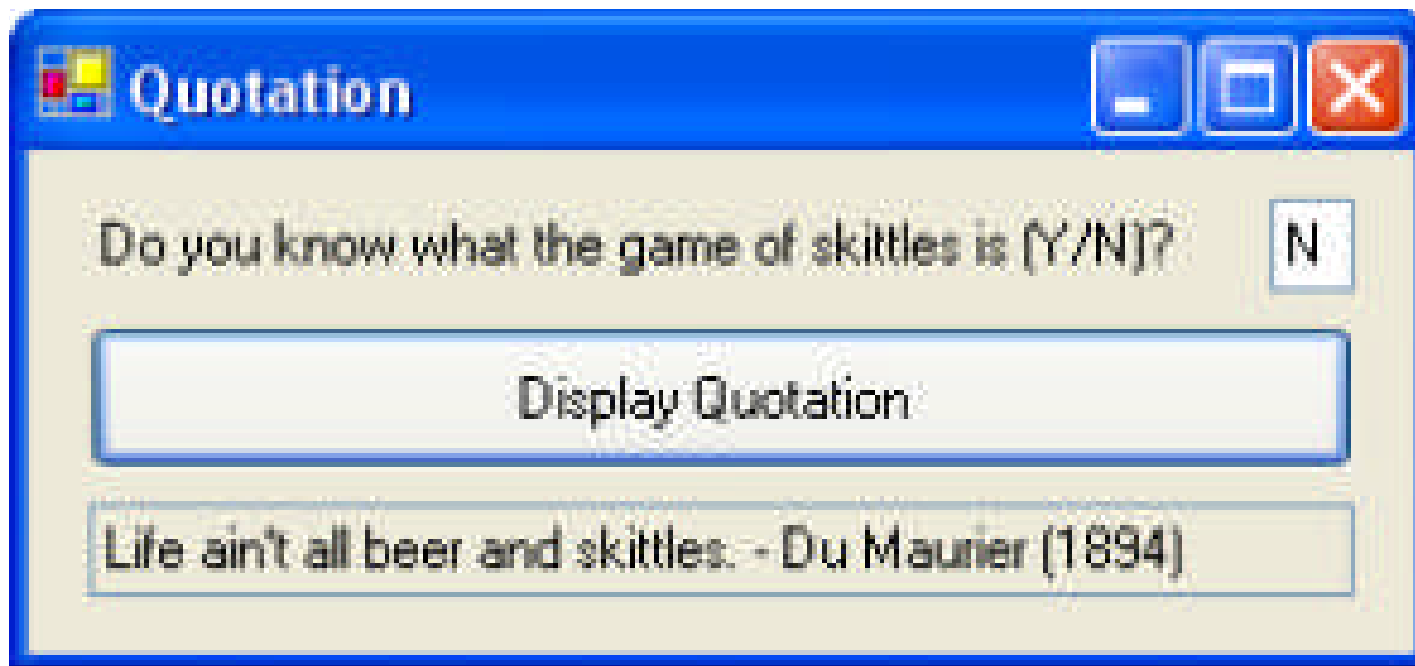 Quotation
Do you know what the game of skittles is (Y/N)? N
Display Quotation
Life ain't all beer and skittles. - Du Maurier (1894)